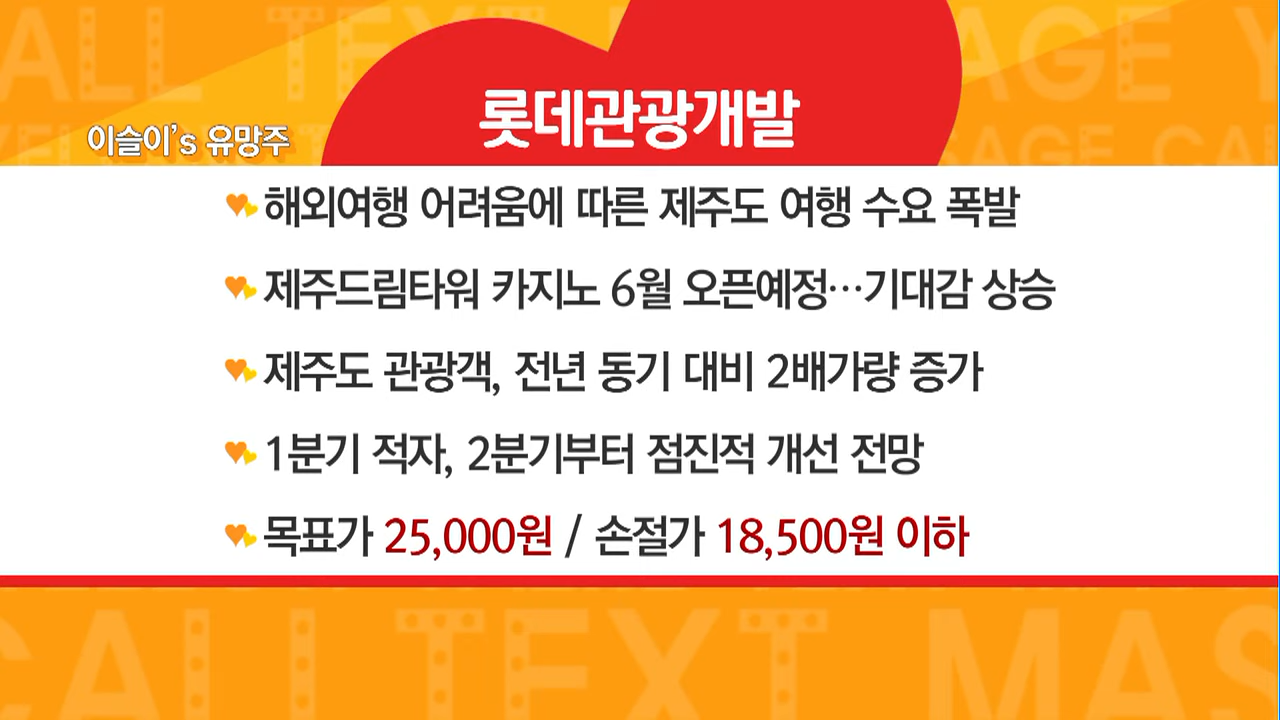 롯데관광개발
이슬이's 유망주
해외여행 어려움에 따른 제주도 여행 수요 폭발
제주드림타워 카지노 6월 오픈예정…기대감 상승
제주도 관광객, 전년 동기 대비 2배가량 증가
1분기 적자, 2분기부터 점진적 개선 전망
목표가 25,000원 / 손절가 18,500원 이하
CALL TEXT MAS